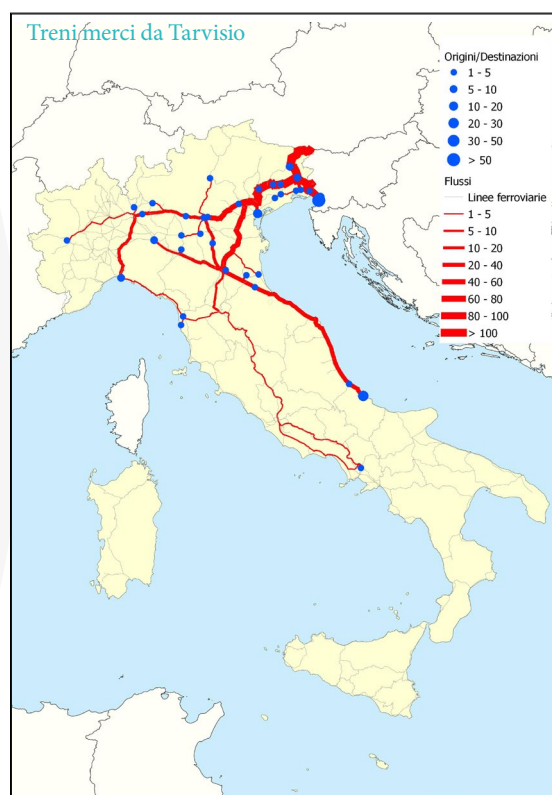 Treni merci da Tarvisio
Origini/Destinazioni
1 - 5
5 - 10
10 - 20
20 - 30
30 - 50
> 50
Flussi
Linee ferroviarie
1 - 5
5 - 10
10 - 20
20 - 40
40 - 60
60 - 80
80 - 100
> 100